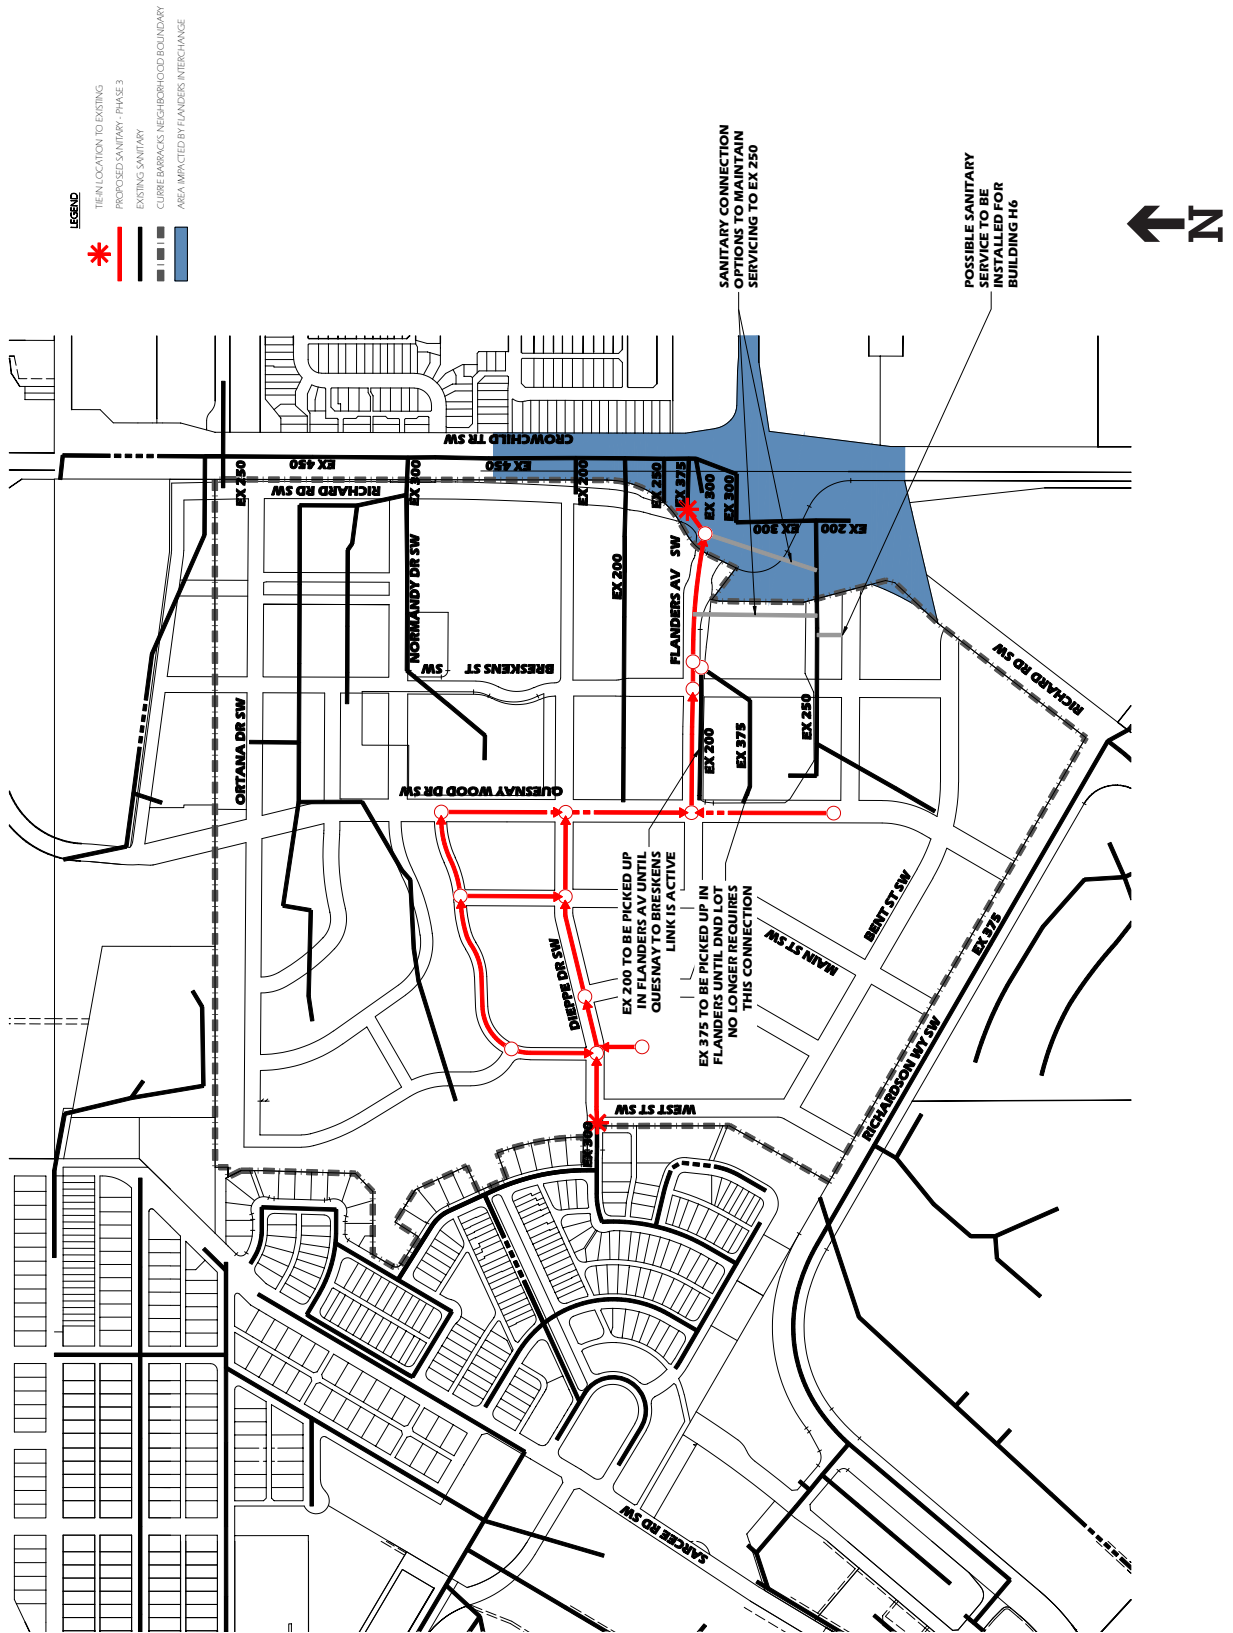 LEGEND
TIE-IN LOCATION TO EXISTING
PROPOSED SANITARY - PHASE 3
EXISTING SANITARY
CURRIE BARRACKS NEIGHBORHOOD BOUNDARY
AREA IMPACTED BY FLANDERS INTERCHANGE
SANITARY CONNECTION
OPTIONS TO MAINTAIN
SERVICING TO EX 250
POSSIBLE SANITARY
SERVICE TO BE
INSTALLED FOR
BUILDING H6
N
CROWCHILD TR SW
EX 450
EX 450
EX 250
RICHARD RD SW
EX 300
EX 200
EX 250
EX 375
EX 300
EX 300
EX 300
EX 200
NORMANDY DR SW
EX 200
FLANDERS AV SW
BRESKENS ST SW
ORTANA DR SW
QUESNAY WOOD DR SW
EX 200
EX 375
EX 250
RICHARD RD SW
EX 200 TO BE PICKED UP
IN FLANDERS AV UNTIL
QUESNAY TO BRESKENS
LINK IS ACTIVE
EX 375 TO BE PICKED UP IN
FLANDERS UNTIL DND LOT
NO LONGER REQUIRES
THIS CONNECTION
DIEPPE DR SW
MAIN ST SW
BENT ST SW
EX 375
RICHARDSON WY SW
WEST ST SW
EX 300
SARCEE RD SW